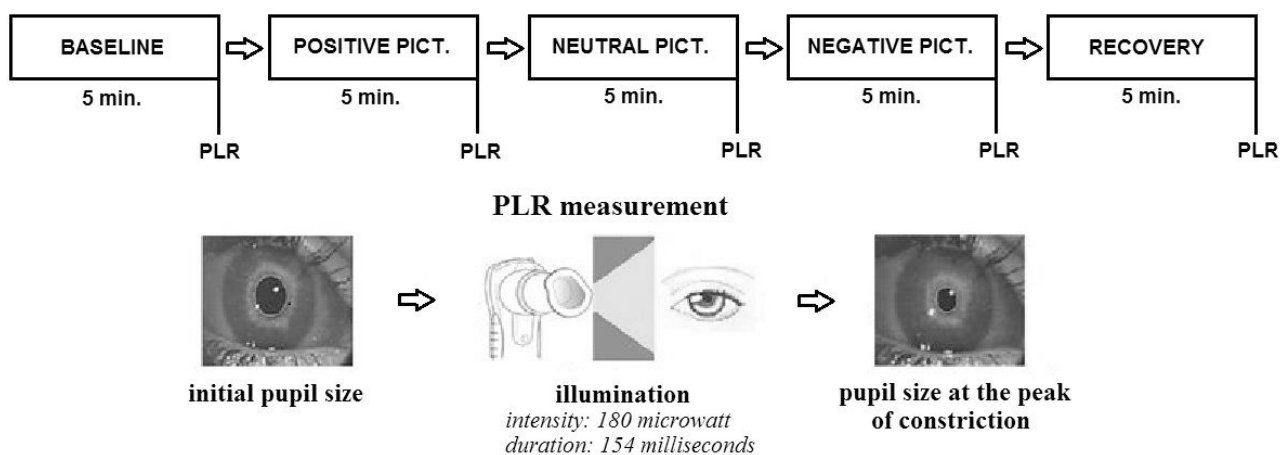 BASELINE
POSITIVE PICT.
NEUTRAL PICT.
NEGATIVE PICT.
RECOVERY
5 min.
5 min.
5 min.
5 min.
5 min.
PLR
PLR
PLR
PLR
PLR
PLR measurement
initial pupil size
illumination
intensity: 180 microwatt
duration: 154 milliseconds
pupil size at the peak
of constriction